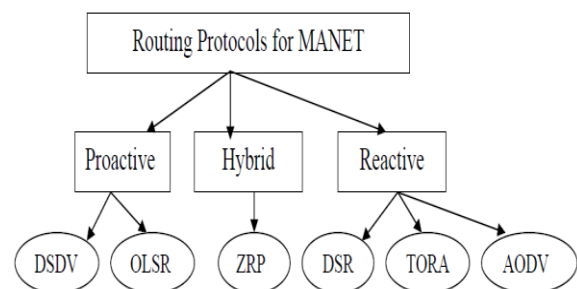 Routing Protocols for MANET
Proactive
Hybrid
Reactive
DSDV
OLSR
ZRP
DSR
TORA
AODV